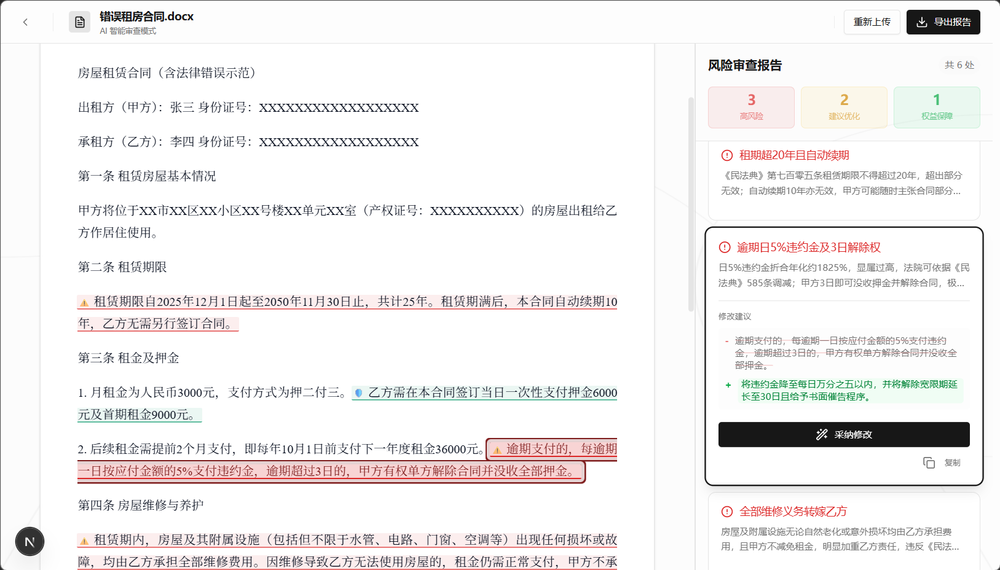 错误租房合同.docx
AI 智能审查模式
重新上传
导出报告
房屋租赁合同（含法律错误示范）
出租方（甲方）：张三 身份证号：XXXXXXXXXXXXXXXXXX
承租方（乙方）：李四 身份证号：XXXXXXXXXXXXXXXXXX
第一条 租赁房屋基本情况
甲方将位于XX市XX区XX小区XX号楼XX单元XX室（产权证号：XXXXXXXXXX）的房屋出租给乙
方作居住使用。
第二条 租赁期限
租赁期限自2025年12月1日起至2050年11月30日止，共计25年。租赁期满后，本合同自动续期10
年，乙方无需另行签订合同。
第三条 租金及押金
1. 月租金为人民币3000元，支付方式为押二付三。乙方需在本合同签订当日一次性支付押金6000
元及首期租金9000元。
2. 后续租金需提前2个月支付，即每年10月1日前支付下一年度租金36000元。逾期支付的，每逾期
一日按应付金额的5%支付违约金，逾期超过3日的，甲方有权单方解除合同并没收全部押金。
第四条 房屋维修与养护
租赁期内，房屋及其附属设施（包括但不限于水管、电路、门窗、空调等）出现任何损坏或故
障，均由乙方承担全部维修费用。因维修导致乙方无法使用房屋的，租金仍需正常支付，甲方不承
N
风险审查报告
共 6 处
3
高风险
2
建议优化
1
权益保障
租期超20年且自动续期
《民法典》第七百零五条租赁期限不得超过20年，超出部分
无效；自动续期10年亦无效，甲方可能随时主张合同部分...
逾期日5%违约金及3日解除权
日5%违约金折合年化约1825%，显属过高，法院可依据《民
法典》585条调减；甲方3日即可没收押金并解除合同，极...
修改建议
- 逾期支付的，每逾期一日按应付金额的5%支付违约
金，逾期超过3日的，甲方有权单方解除合同并没收全
部押金。
+ 将违约金降至每日万分之五以内，并将解除宽限期延
长至30日且给予书面催告程序。
采纳修改
复制
全部维修义务转嫁乙方
房屋及附属设施无论自然老化或意外损坏均由乙方承担费
用，且甲方不减免租金，明显加重乙方责任，违反《民法...